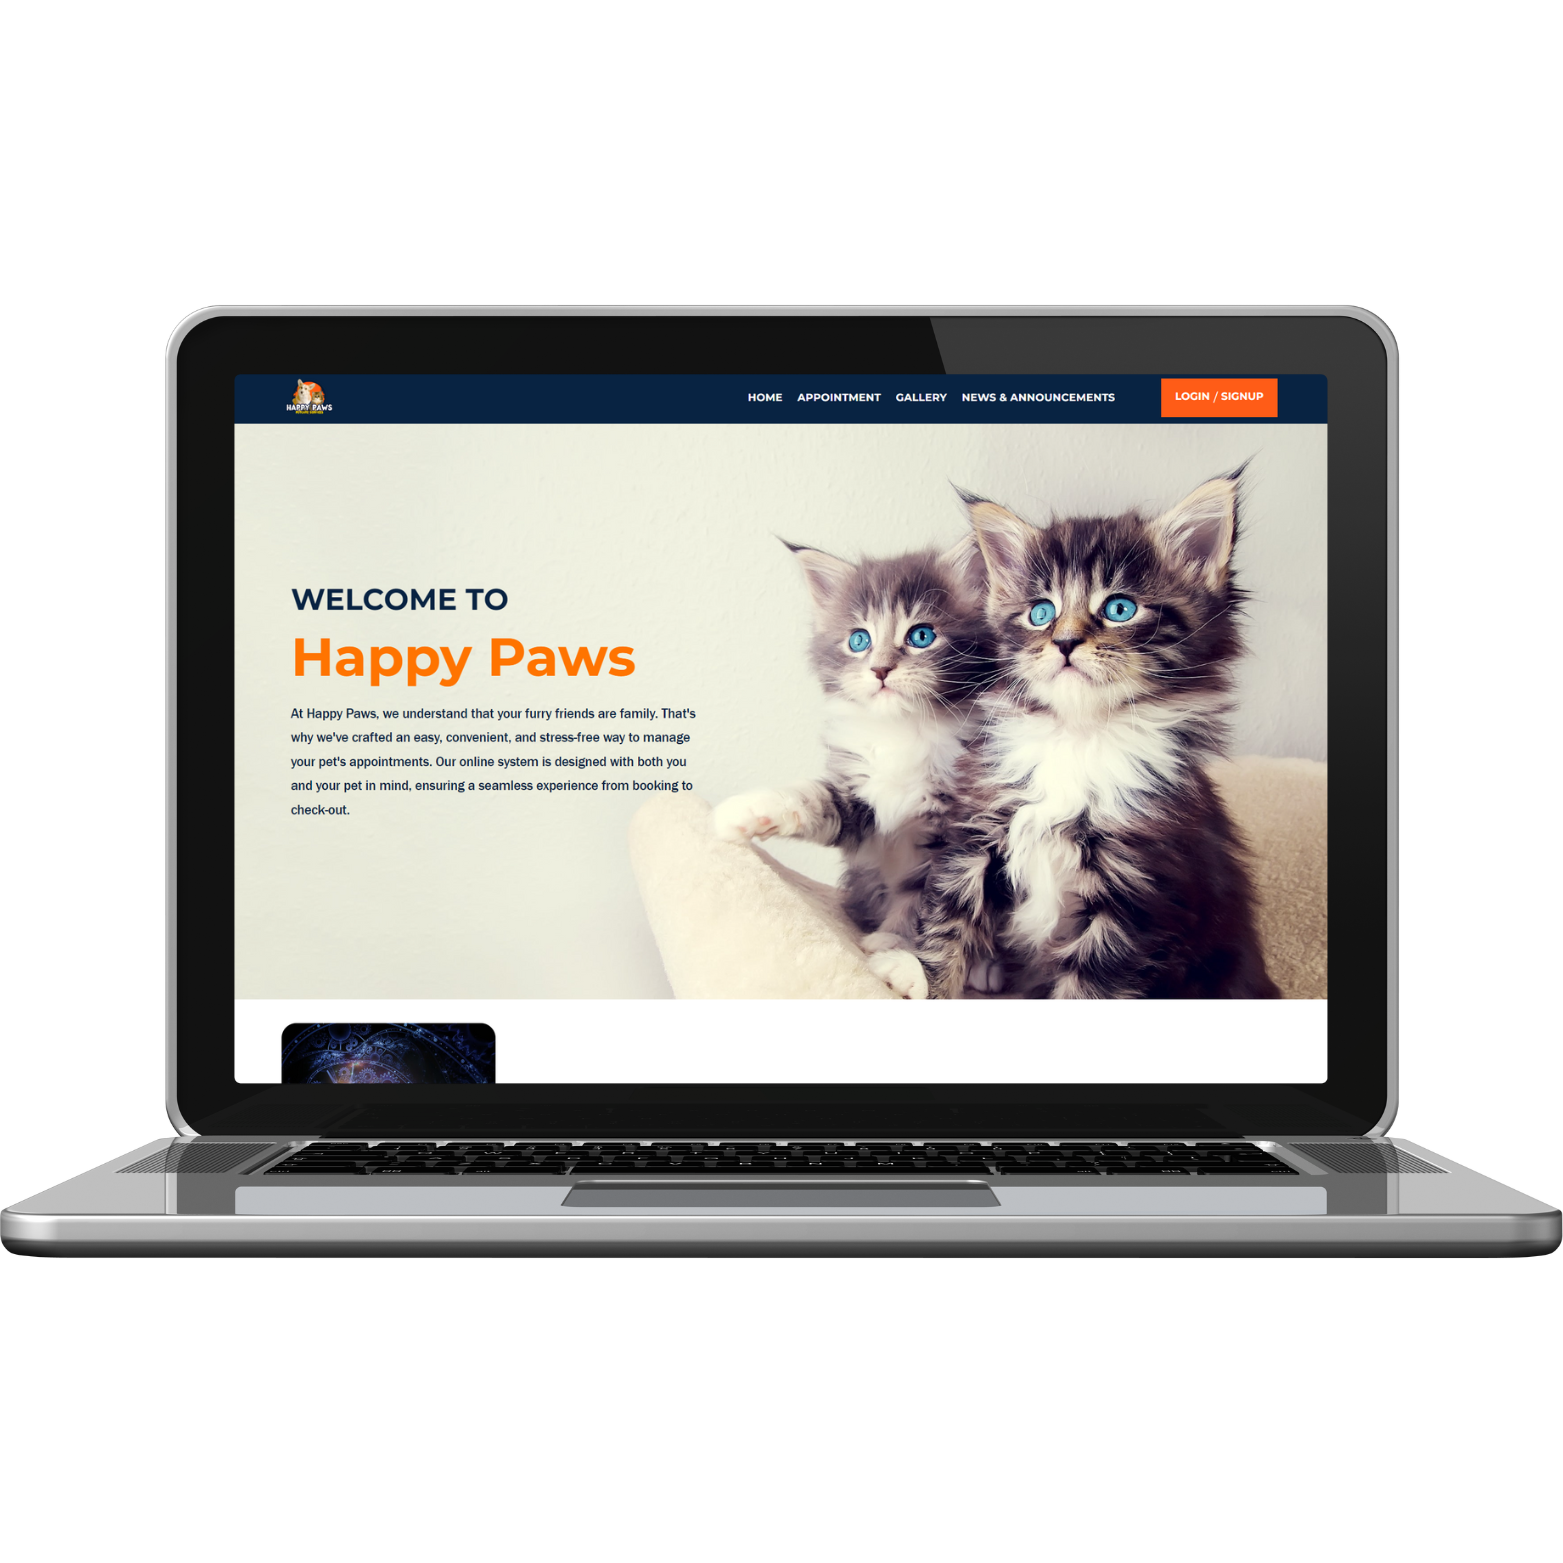 HAPPY PAWS
HOME APPOINTMENT GALLERY NEWS & ANNOUNCEMENTS LOGIN / SIGNUP
WELCOME TO
Happy Paws
At Happy Paws, we understand that your furry friends are family. That's
why we've crafted an easy, convenient, and stress-free way to manage
your pet's appointments. Our online system is designed with both you
and your pet in mind, ensuring a seamless experience from booking to
check-out.